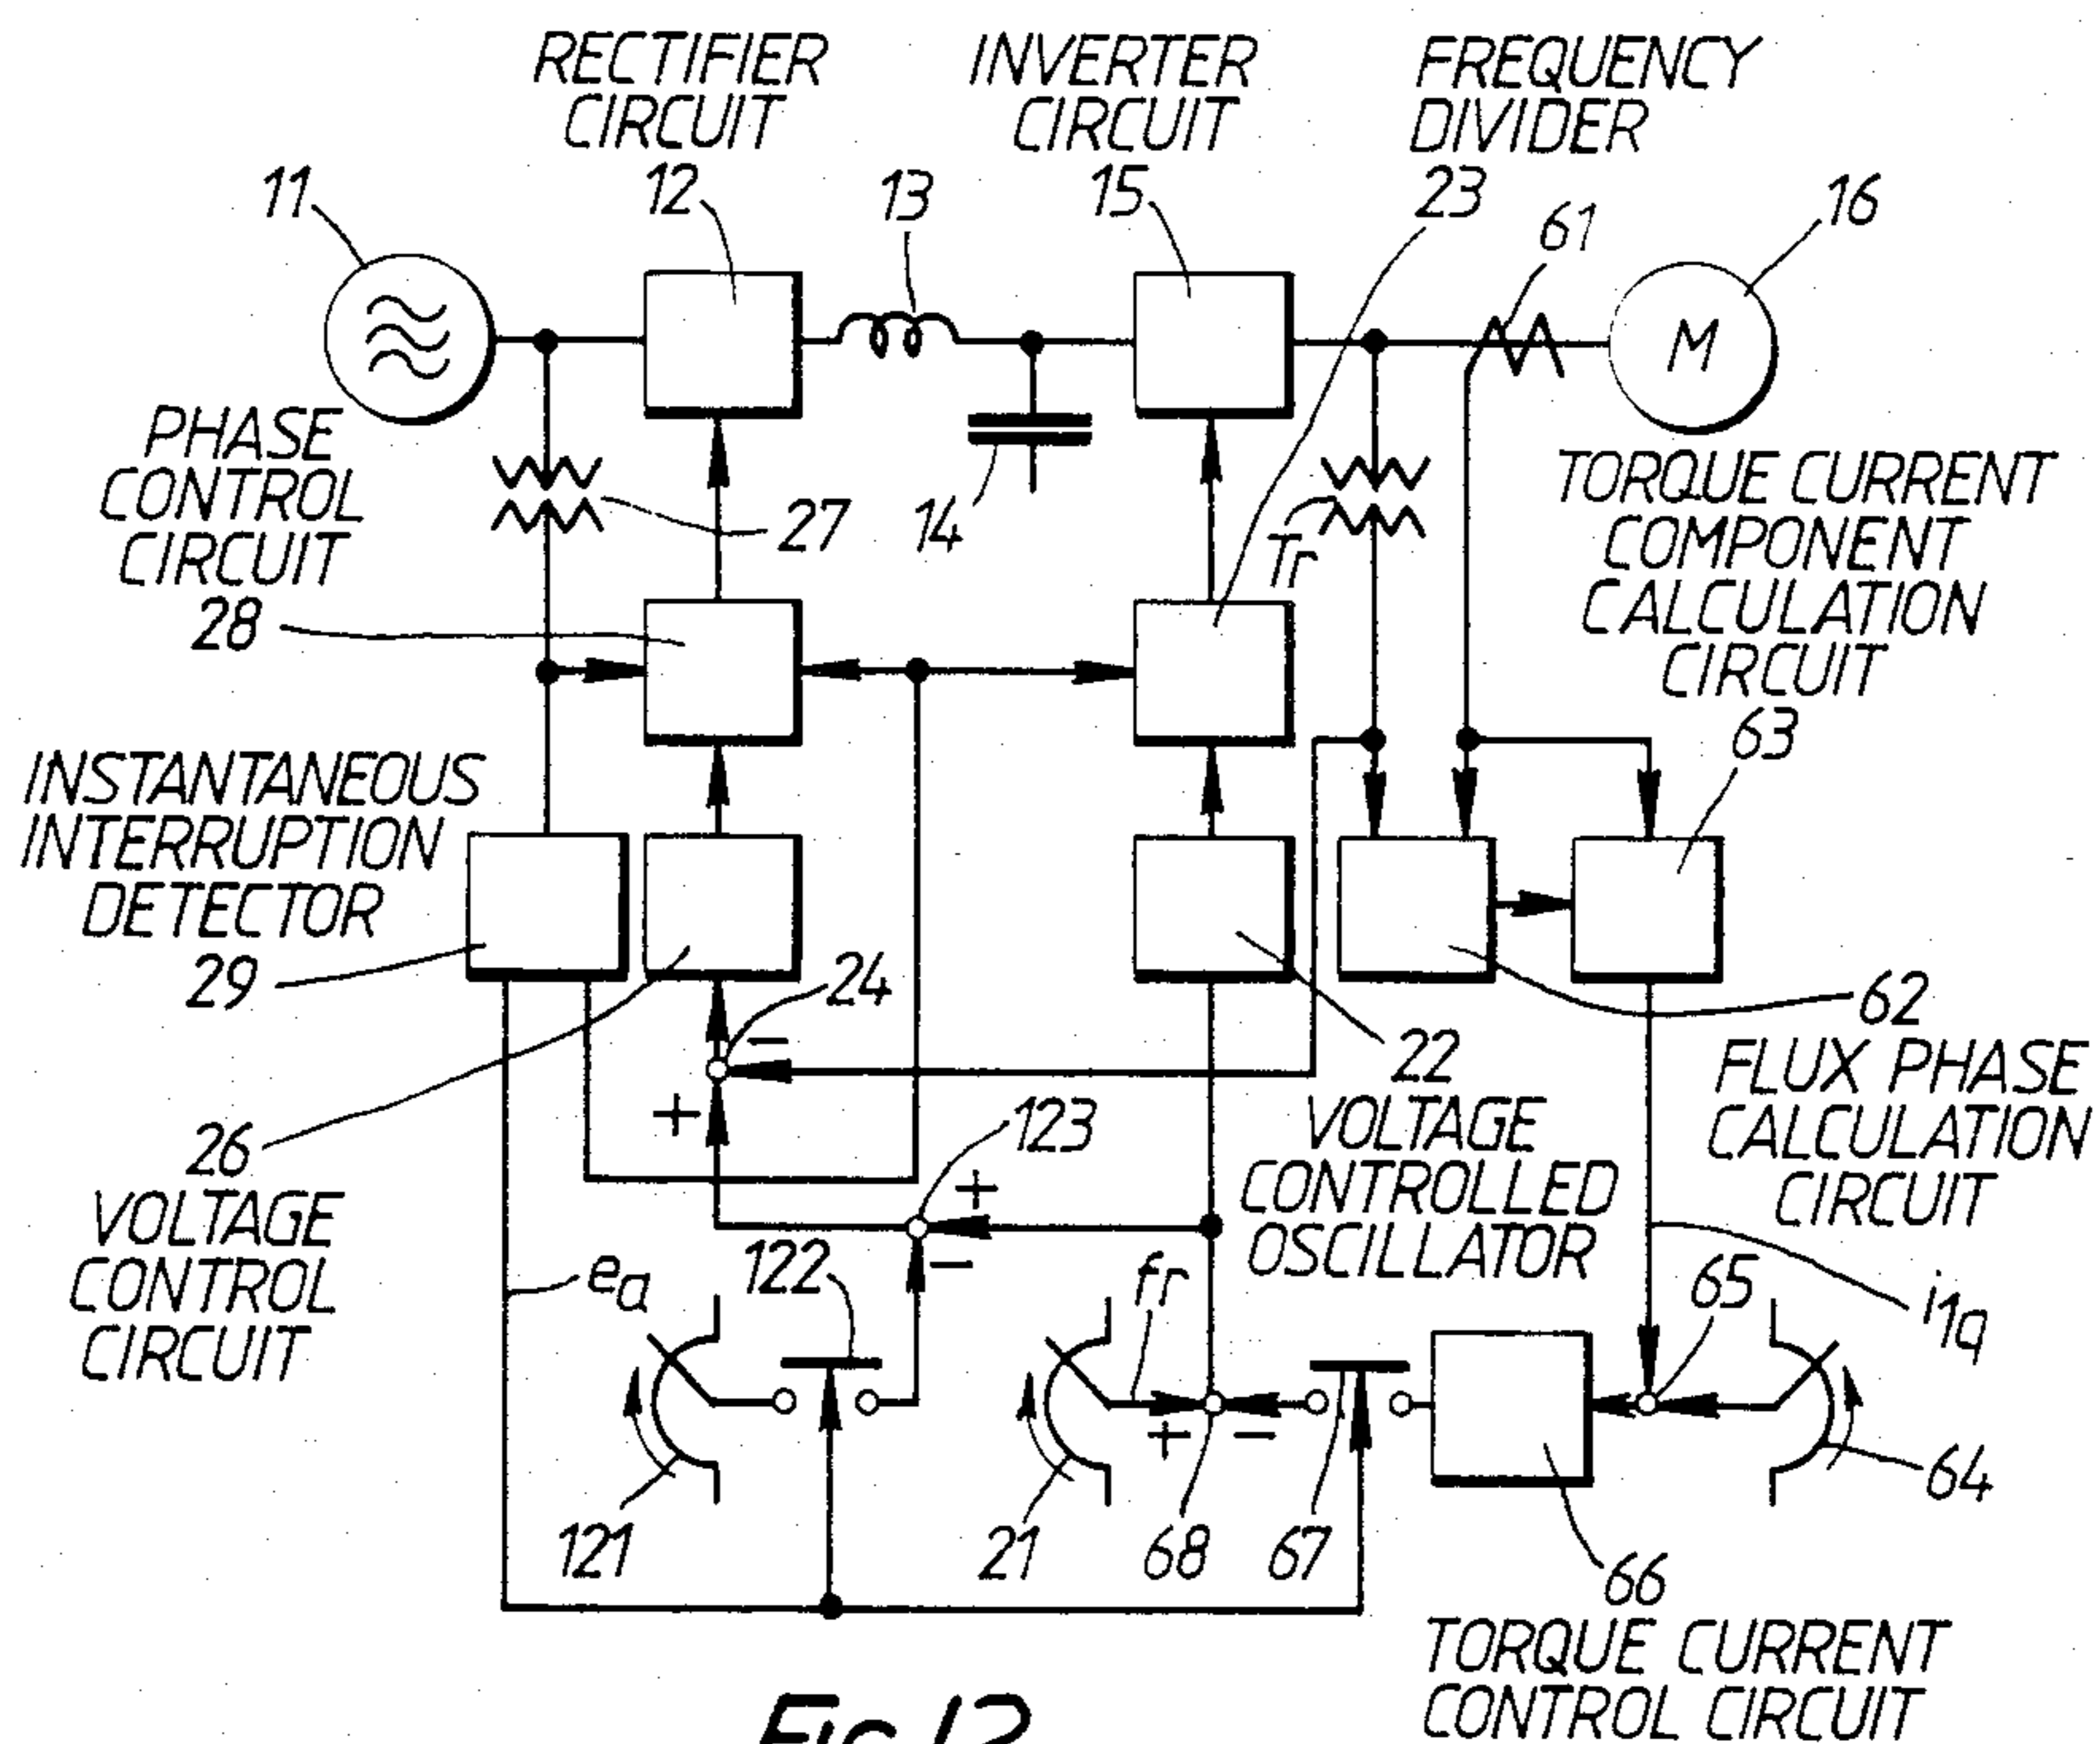 RECTIFIER
CIRCUIT
12
INVERTER
CIRCUIT
15
FREQUENCY
DIVIDER
23
11
13
61
16
M
PHASE
CONTROL
CIRCUIT
28
27
14
Tr
TORQUE CURRENT
COMPONENT
CALCULATION
CIRCUIT
63
INSTANTANEOUS
INTERRUPTION
DETECTOR
29
24
−
+
26
VOLTAGE
CONTROL
CIRCUIT
123
+
−
22
VOLTAGE
CONTROLLED
OSCILLATOR
62
FLUX PHASE
CALCULATION
CIRCUIT
ea
122
fr
65
i1q
+ −
121
21
68
67
64
66
TORQUE CURRENT
CONTROL CIRCUIT
Fig.12